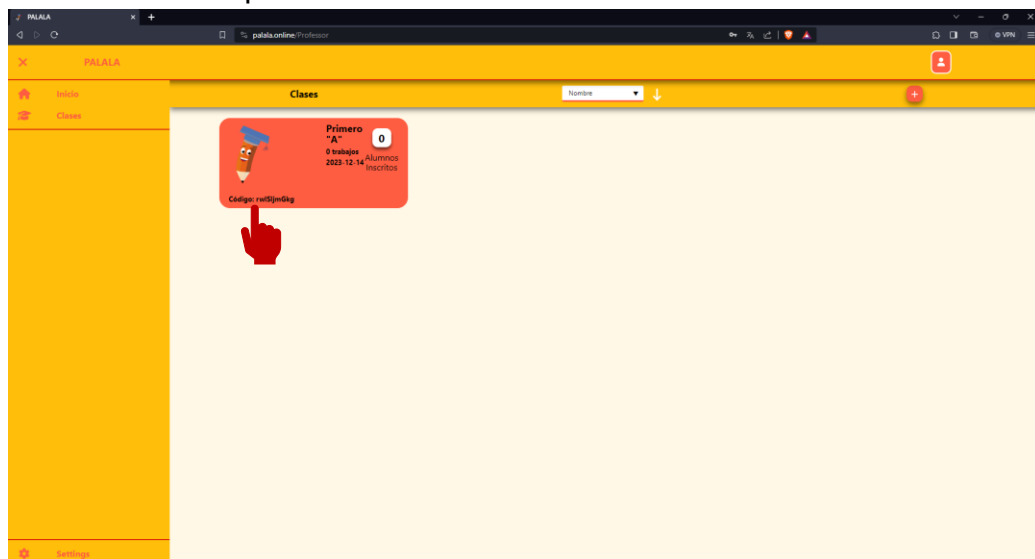 PALALA
palala.online/Professor
VPN
PALALA
Inicio
Clases
Clases
Nombre
Primero
"A"
0 trabajos
2023-12-14
0
Alumnos
Inscritos
Código: rwlSljmGkg
Settings